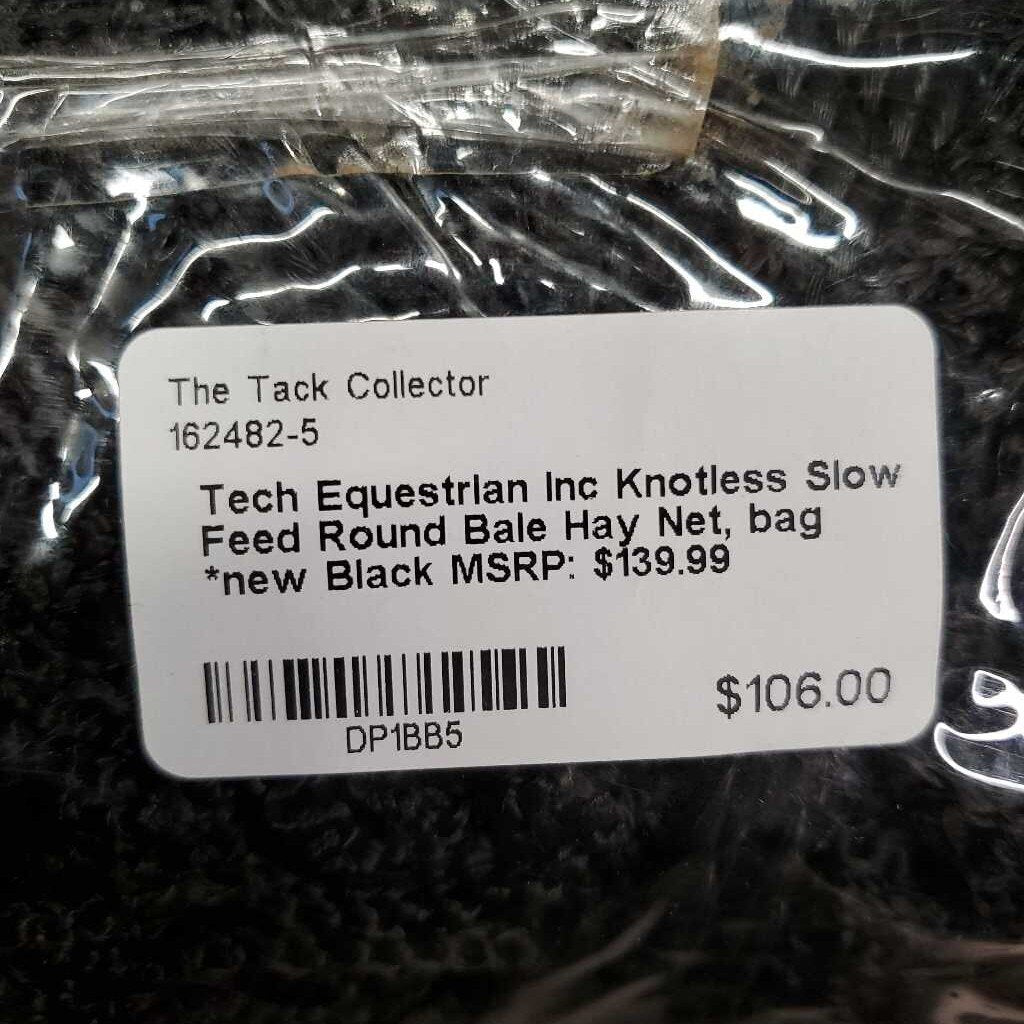 The Tack Collector
162482-5
Tech Equestrian Inc Knotless Slow
Feed Round Bale Hay Net, bag
*new Black MSRP: $139.99
DP1BB5
$106.00